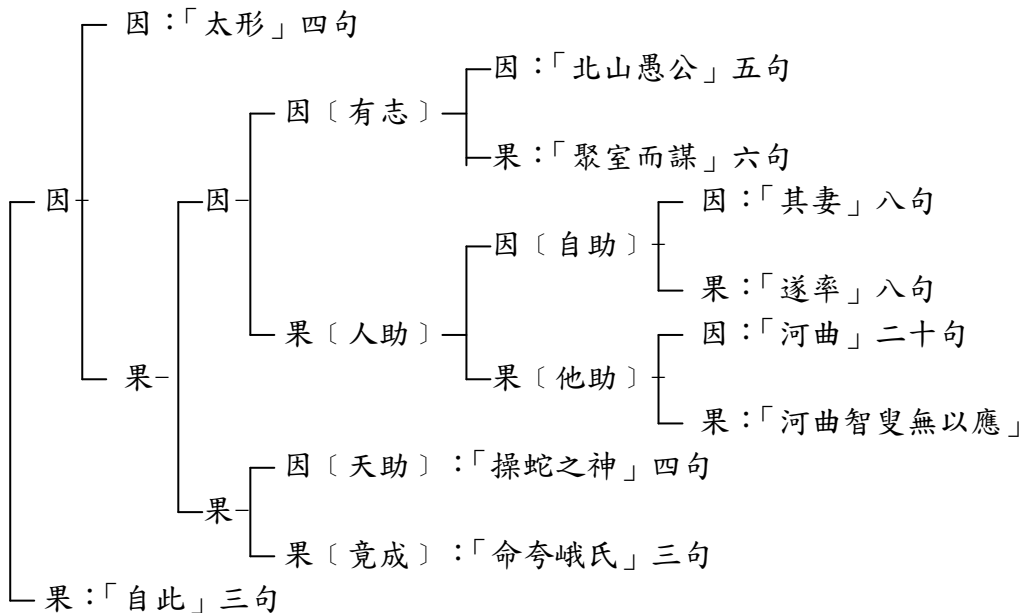 因：「太形」四句
因：「北山愚公」五句
因〔有志〕
果：「聚室而謀」六句
因
因
因：「其妻」八句
因〔自助〕
果：「遂率」八句
果〔人助〕
因：「河曲」二十句
果
果〔他助〕
果：「河曲智叟無以應」
因〔天助〕：「操蛇之神」四句
果
果〔竟成〕：「命夸峨氏」三句
果：「自此」三句